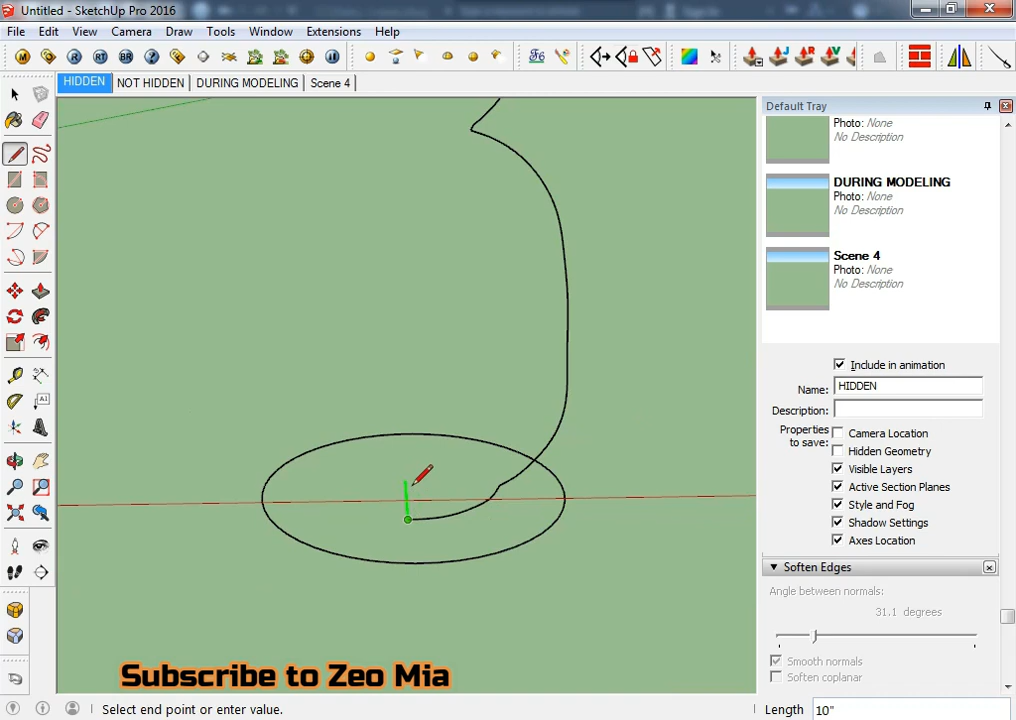 Untitled - SketchUp Pro 2016
File Edit View Camera Draw Tools Window Extensions Help
HIDDEN NOT HIDDEN DURING MODELING Scene 4
Default Tray
Photo: None
No Description
DURING MODELING
Photo: None
No Description
Scene 4
Photo: None
No Description
Include in animation
Name: HIDDEN
Description:
Properties to save:
Camera Location
Hidden Geometry
Visible Layers
Active Section Planes
Style and Fog
Shadow Settings
Axes Location
Soften Edges
Angle between normals:
31.1 degrees
Smooth normals
Soften coplanar
Subscribe to Zeo Mia
Select end point or enter value.
Length 10"